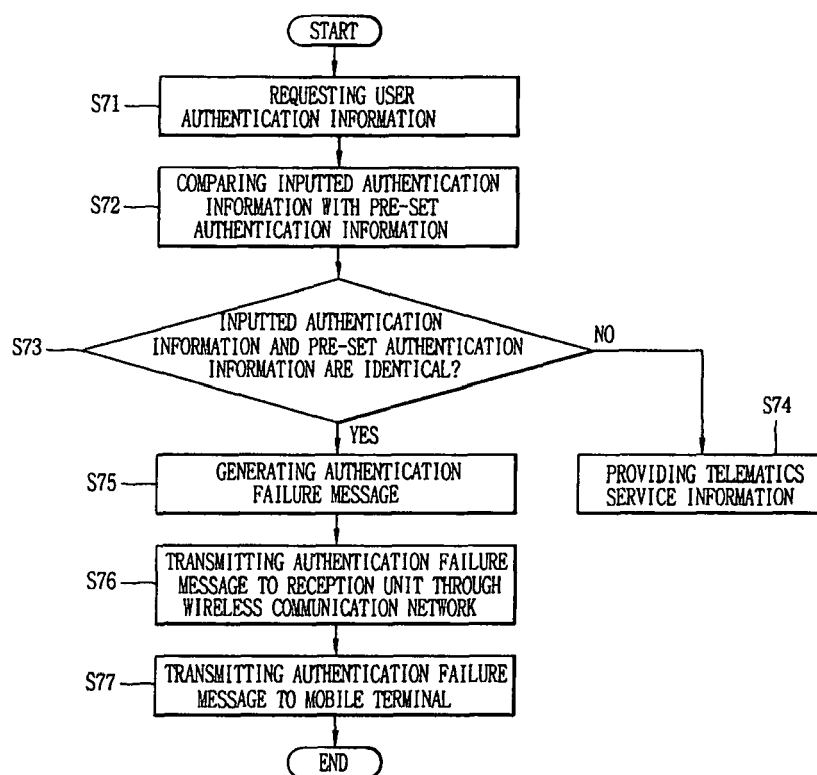 START
S71
REQUESTING USER
AUTHENTICATION INFORMATION
S72
COMPARING INPUTTED AUTHENTICATION
INFORMATION WITH PRE-SET
AUTHENTICATION INFORMATION
S73
INPUTTED AUTHENTICATION
INFORMATION AND PRE-SET AUTHENTICATION
INFORMATION ARE IDENTICAL?
NO
YES
S74
PROVIDING TELEMATICS
SERVICE INFORMATION
S75
GENERATING AUTHENTICATION
FAILURE MESSAGE
S76
TRANSMITTING AUTHENTICATION FAILURE
MESSAGE TO RECEPTION UNIT THROUGH
WIRELESS COMMUNICATION NETWORK
S77
TRANSMITTING AUTHENTICATION FAILURE
MESSAGE TO MOBILE TERMINAL
END